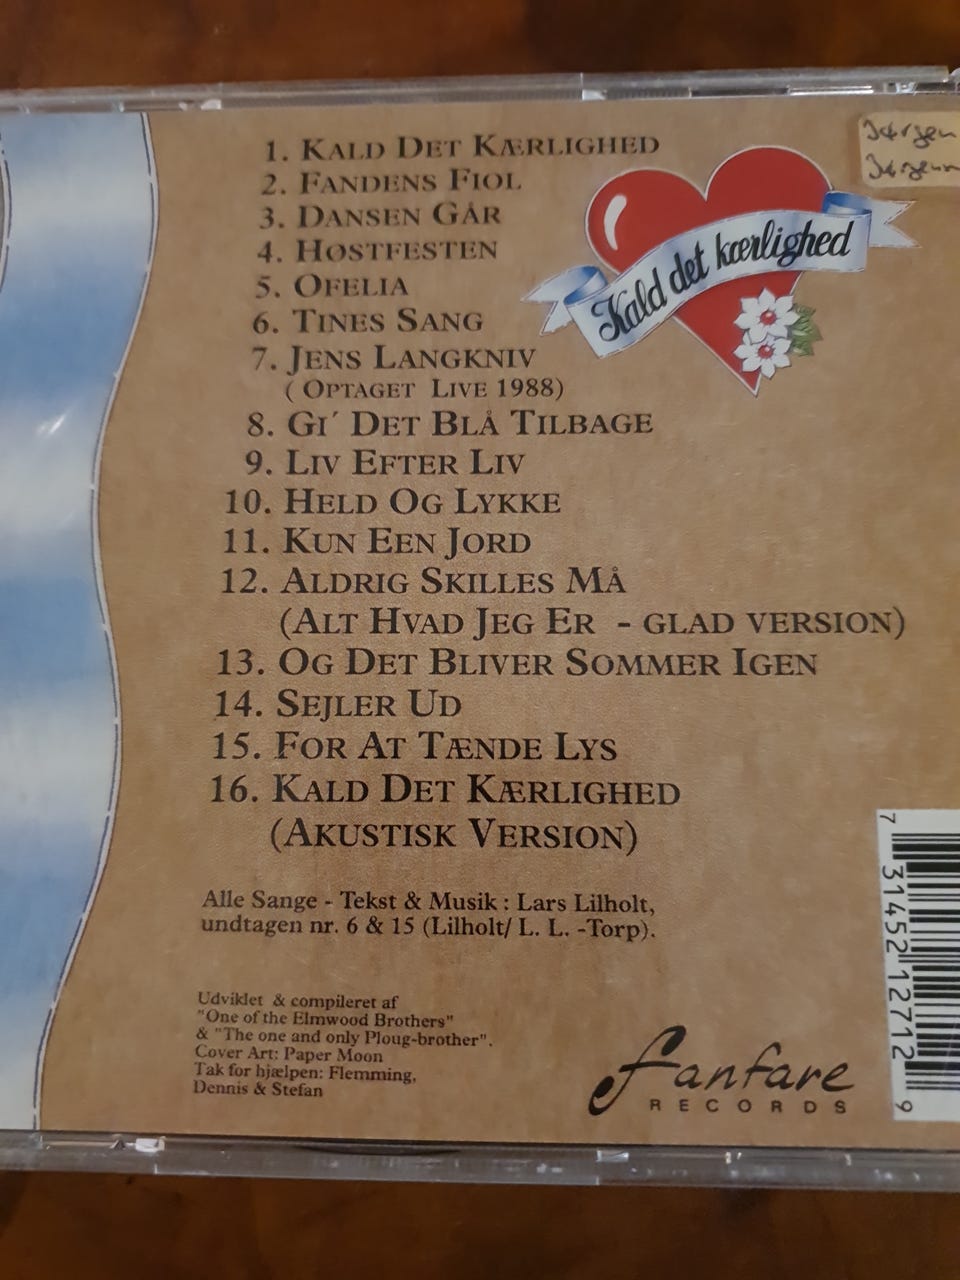 1. Kald Det Kærlighed
2. Fandens Fiol
3. Dansen Går
4. Høstfesten
5. Ofelia
6. Tines Sang
7. Jens Langkniv
( Optaget Live 1988)
8. Gi´ Det Blå Tilbage
9. Liv Efter Liv
10. Held Og Lykke
11. Kun Een Jord
12. Aldrig Skilles Må
(Alt Hvad Jeg Er - glad version)
13. Og Det Bliver Sommer Igen
14. Sejler Ud
15. For At Tænde Lys
16. Kald Det Kærlighed
(Akustisk Version)
Kald det kærlighed
Jørgen
Alle Sange - Tekst & Musik : Lars Lilholt,
undtagen nr. 6 & 15 (Lilholt/ L. L. -Torp).
Udviklet & compileret af
"One of the Elmwood Brothers"
& "The one and only Ploug-brother".
Cover Art: Paper Moon
Tak for hjælpen: Flemming,
Dennis & Stefan
fanfare
RECORDS
7 31452 12712 9